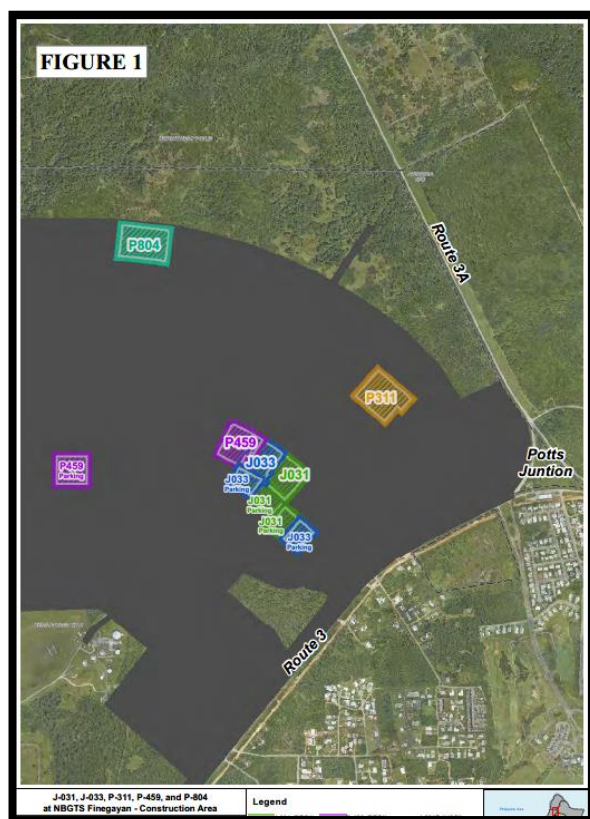 FIGURE 1
Route 3A
P804
P311
P459
J033
J031
J033
Parking
J031
Parking
J031
Parking
J033
Parking
P459
Parking
Potts
Juntion
Route 3
J-031, J-033, P-311, P-459, and P-804
at NBGTS Finegayan - Construction Area
Legend